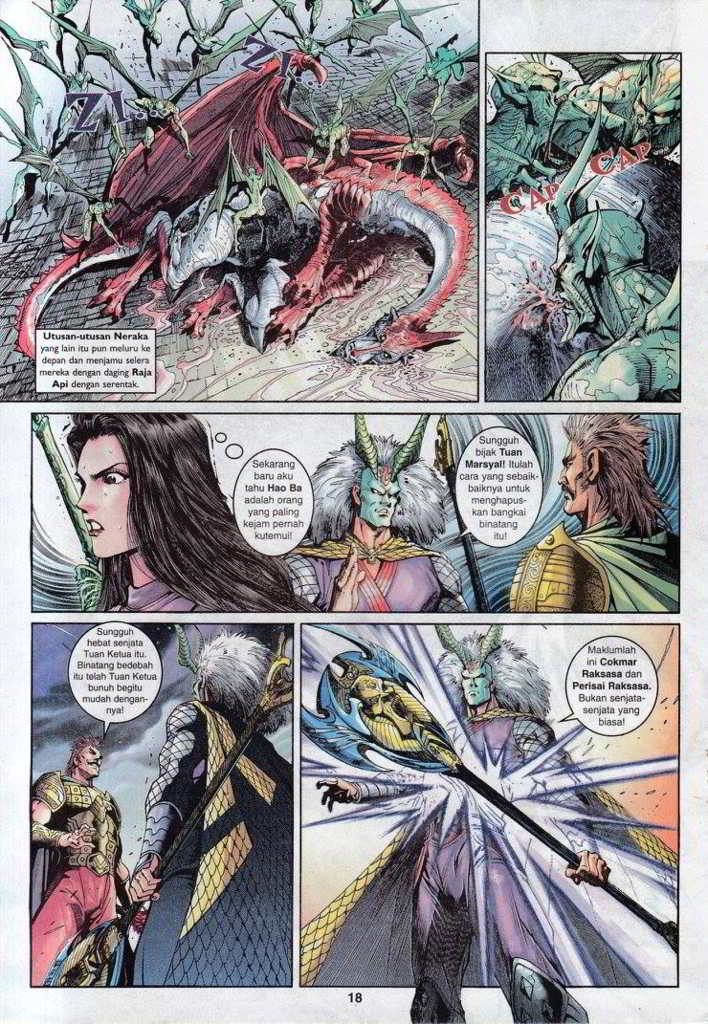 ZI...
ZI...
Utusan-utusan Neraka
yang lain itu pun meluru ke
depan dan menjamu selera
mereka dengan daging Raja
Api dengan serentak.
CAP
CAP
Sekarang
baru aku
tahu Hao Ba
adalah orang
yang paling
kejam pernah
kutemui!
Sungguh
bijak Tuan
Marsyal! Itulah
cara yang sebaik-
baiknya untuk
menghapus-
kan bangkai
binatang
itu!
Sungguh
hebat senjata
Tuan Ketua itu.
Binatang bedebah
itu telah Tuan Ketua
bunuh begitu
mudah dengan-
nya!
Maklumlah
ini Cokmar
Raksasa dan
Perisai Raksasa.
Bukan senjata-
senjata yang
biasa!
18